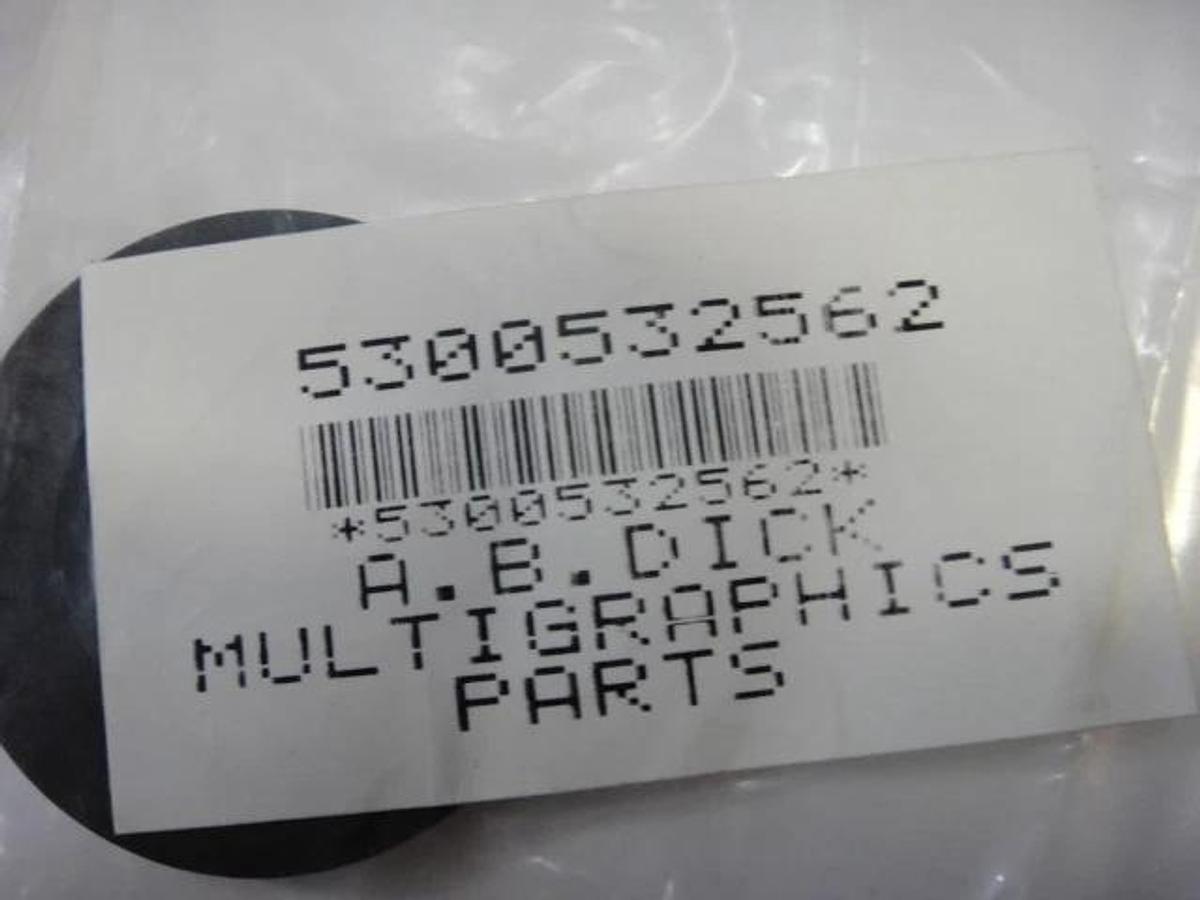 5300532562
*5300532562*
A.B.DICK
MULTIGRAPHICS
PARTS